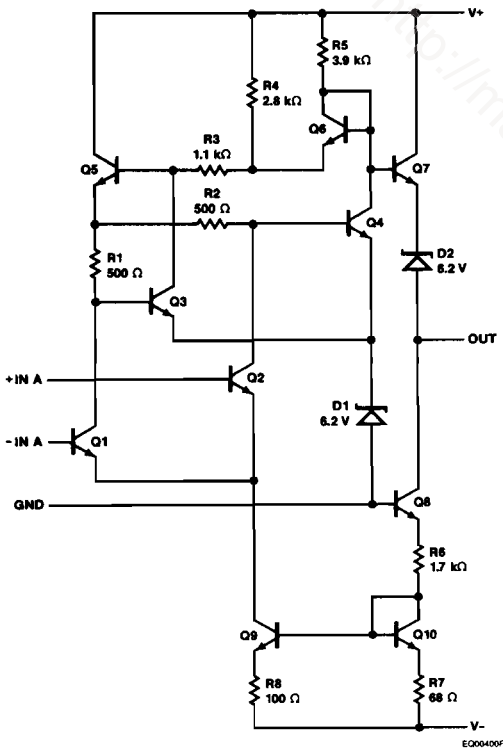 http://m
V+
R5
3.9 kΩ
R4
2.8 kΩ
Q6
R3
1.1 kΩ
Q5
Q7
R2
500 Ω
Q4
D2
6.2 V
R1
500 Ω
Q3
OUT
+IN A
Q2
D1
6.2 V
-IN A
Q1
GND
Q8
R6
1.7 kΩ
Q9
Q10
R8
100 Ω
R7
68 Ω
V-